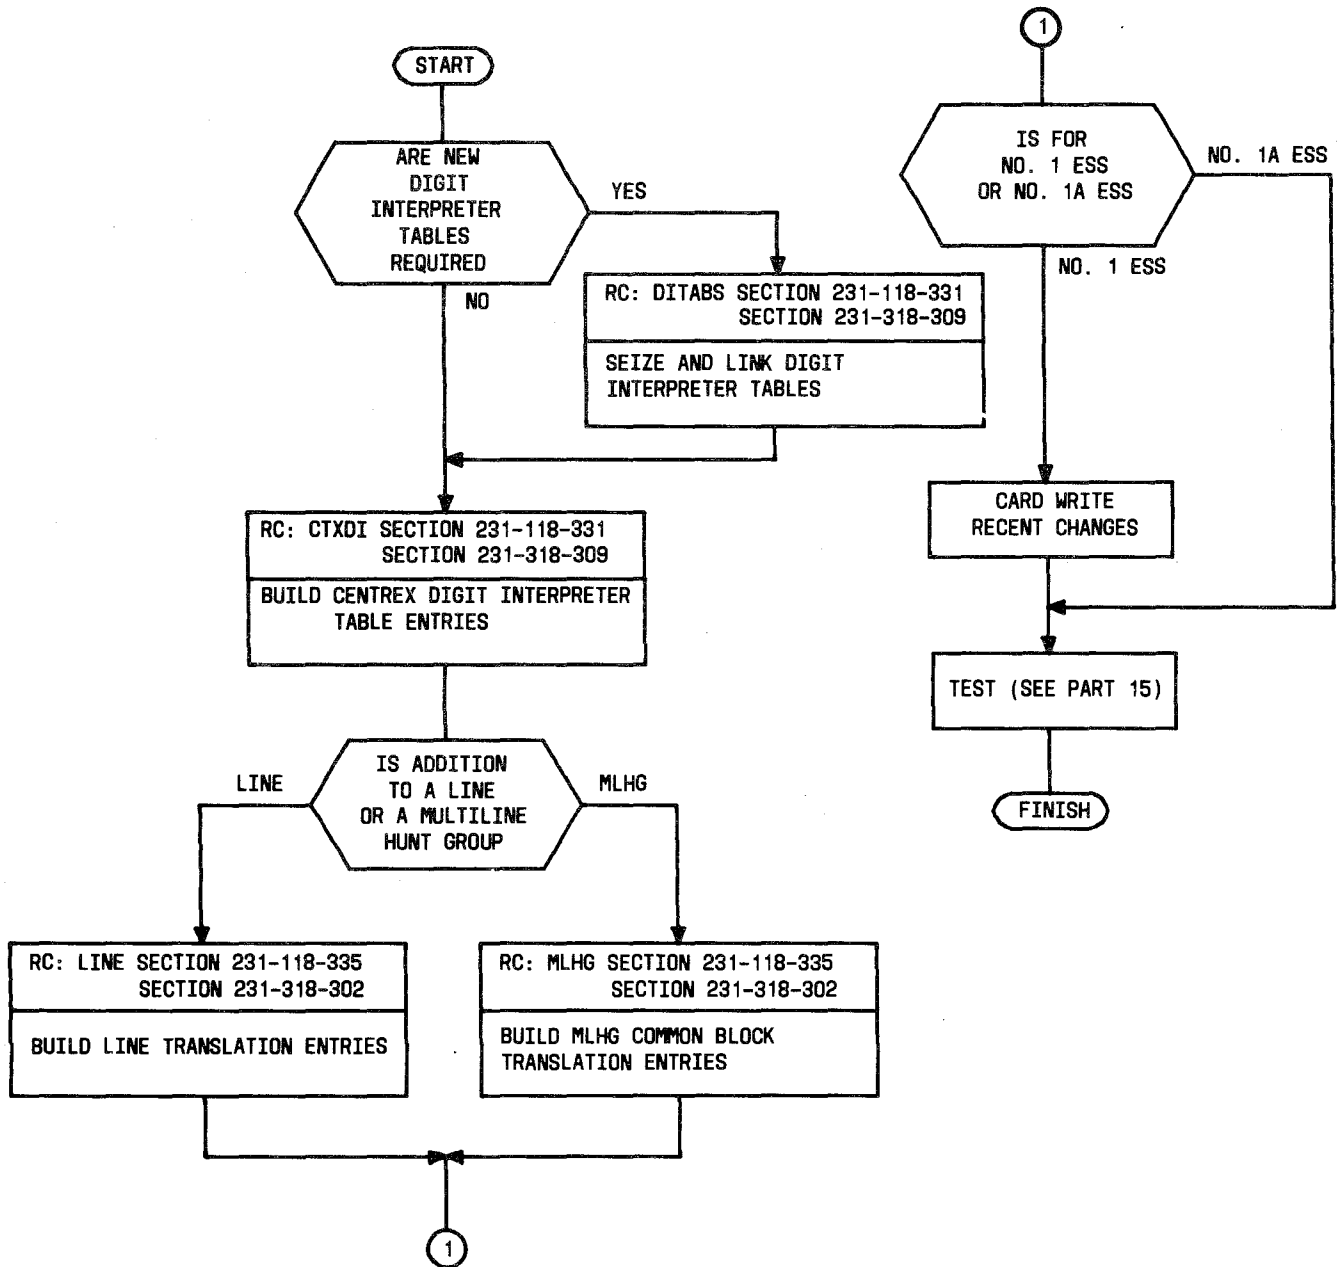 START
ARE NEW
DIGIT
INTERPRETER
TABLES
REQUIRED
YES
NO
RC: DITABS SECTION 231-118-331
SECTION 231-318-309
SEIZE AND LINK DIGIT
INTERPRETER TABLES
RC: CTXDI SECTION 231-118-331
SECTION 231-318-309
BUILD CENTREX DIGIT INTERPRETER
TABLE ENTRIES
IS ADDITION
TO A LINE
OR A MULTILINE
HUNT GROUP
LINE
MLHG
RC: LINE SECTION 231-118-335
SECTION 231-318-302
BUILD LINE TRANSLATION ENTRIES
RC: MLHG SECTION 231-118-335
SECTION 231-318-302
BUILD MLHG COMMON BLOCK
TRANSLATION ENTRIES
1
1
IS FOR
NO. 1 ESS
OR NO. 1A ESS
NO. 1A ESS
NO. 1 ESS
CARD WRITE
RECENT CHANGES
TEST (SEE PART 15)
FINISH